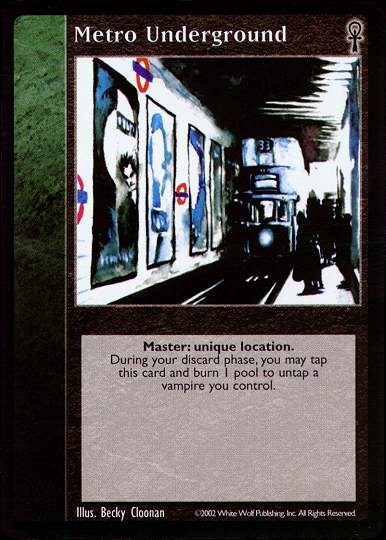 Metro Underground
33
Master: unique location.
During your discard phase, you may tap
this card and burn 1 pool to untap a
vampire you control.
Illus. Becky Cloonan
©2002 White Wolf Publishing, Inc. All Rights Reserved.